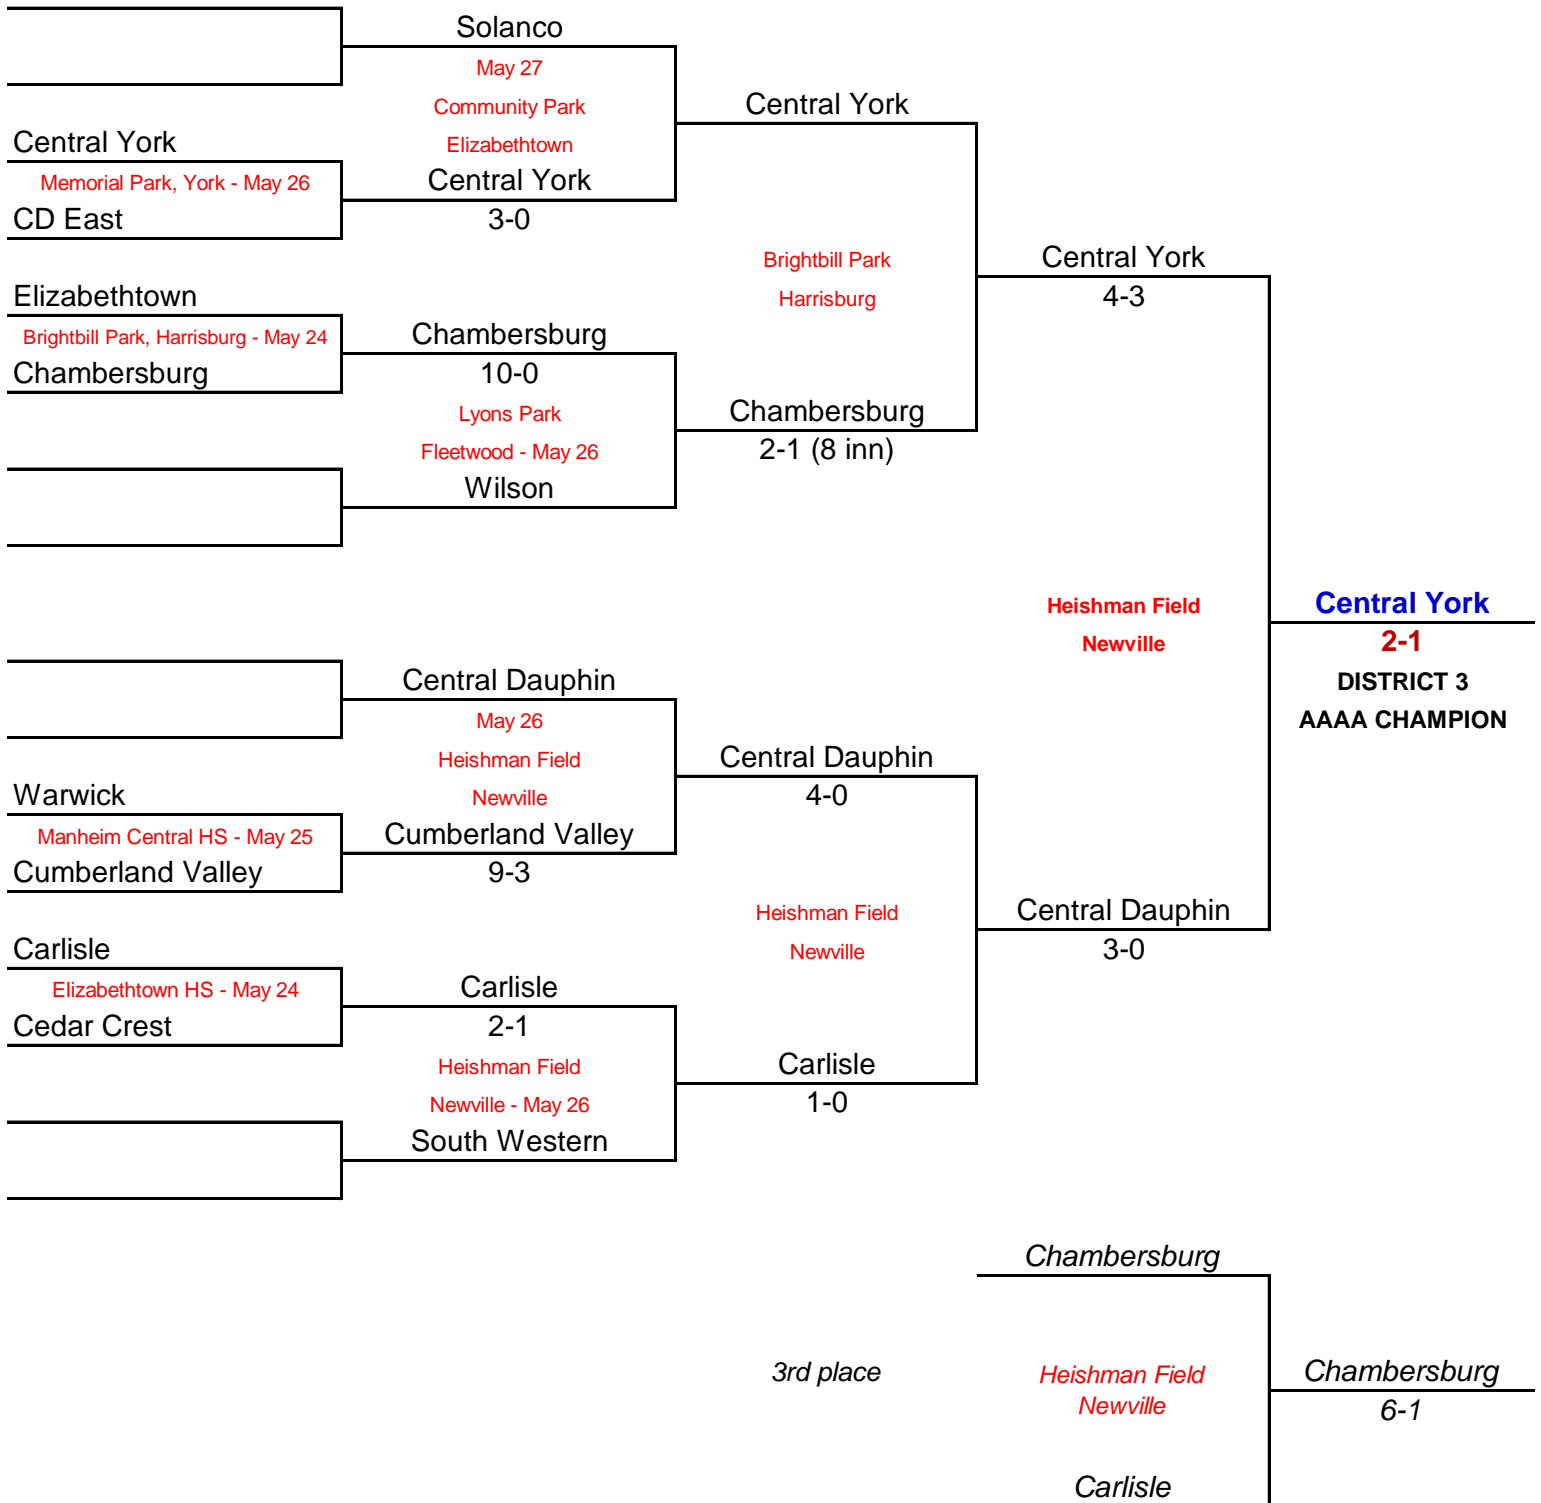 Solanco
May 27
Community Park
Elizabethtown
Central York
Central York
Memorial Park, York - May 26
CD East
Central York
3-0
Brightbill Park
Harrisburg
Central York
4-3
Elizabethtown
Brightbill Park, Harrisburg - May 24
Chambersburg
Chambersburg
10-0
Lyons Park
Fleetwood - May 26
Wilson
Chambersburg
2-1 (8 inn)
Heishman Field
Newville
Central York
2-1
DISTRICT 3
AAAA CHAMPION
Central Dauphin
May 26
Heishman Field
Newville
Central Dauphin
4-0
Warwick
Manheim Central HS - May 25
Cumberland Valley
Cumberland Valley
9-3
Heishman Field
Newville
Central Dauphin
3-0
Carlisle
Elizabethtown HS - May 24
Cedar Crest
Carlisle
2-1
Heishman Field
Newville - May 26
South Western
Carlisle
1-0
Chambersburg
3rd place
Heishman Field
Newville
Chambersburg
6-1
Carlisle